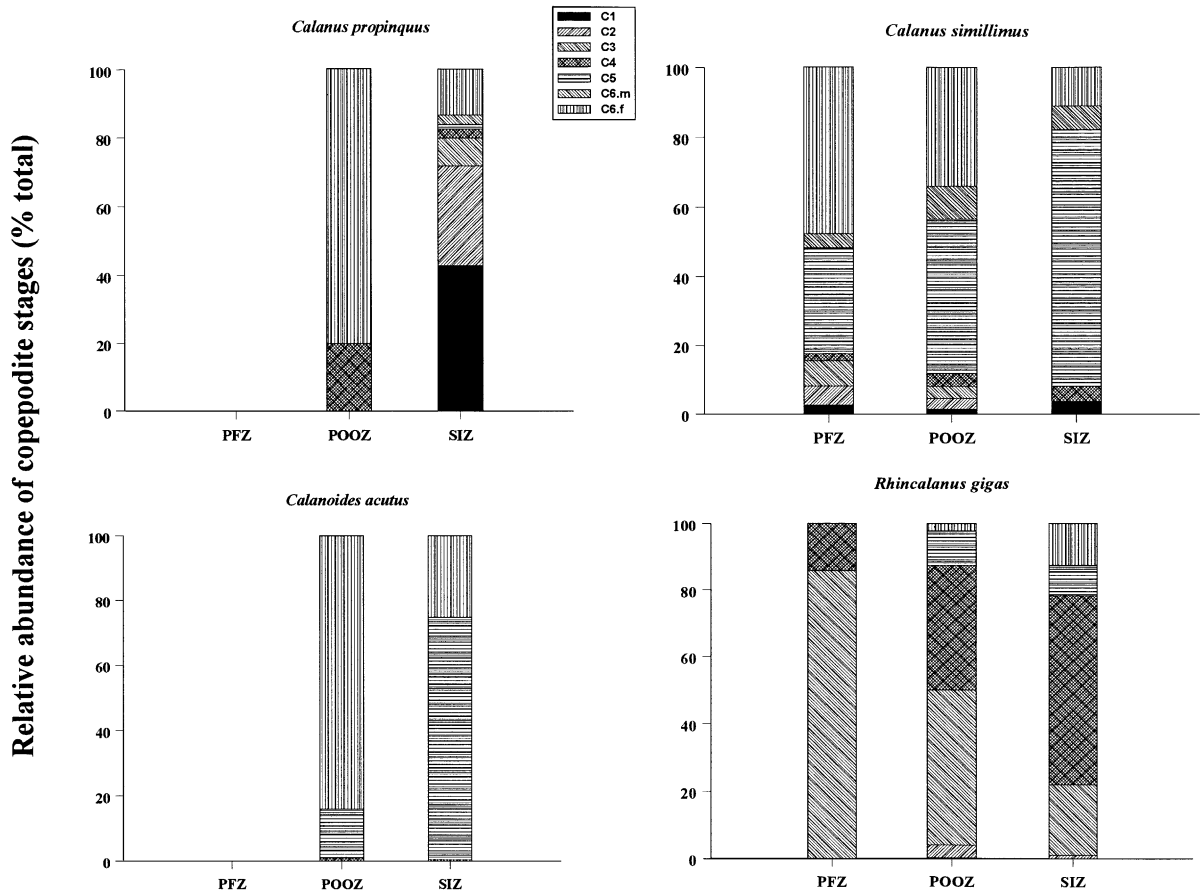 Relative abundance of copepodite stages (% total)
Calanus propinquus
100
80
60
40
20
0
PFZ POOZ SIZ
C1
C2
C3
C4
C5
C6.m
C6.f
Calanus simillimus
100
80
60
40
20
0
PFZ POOZ SIZ
Calanoides acutus
100
80
60
40
20
0
PFZ POOZ SIZ
Rhincalanus gigas
100
80
60
40
20
0
PFZ POOZ SIZ